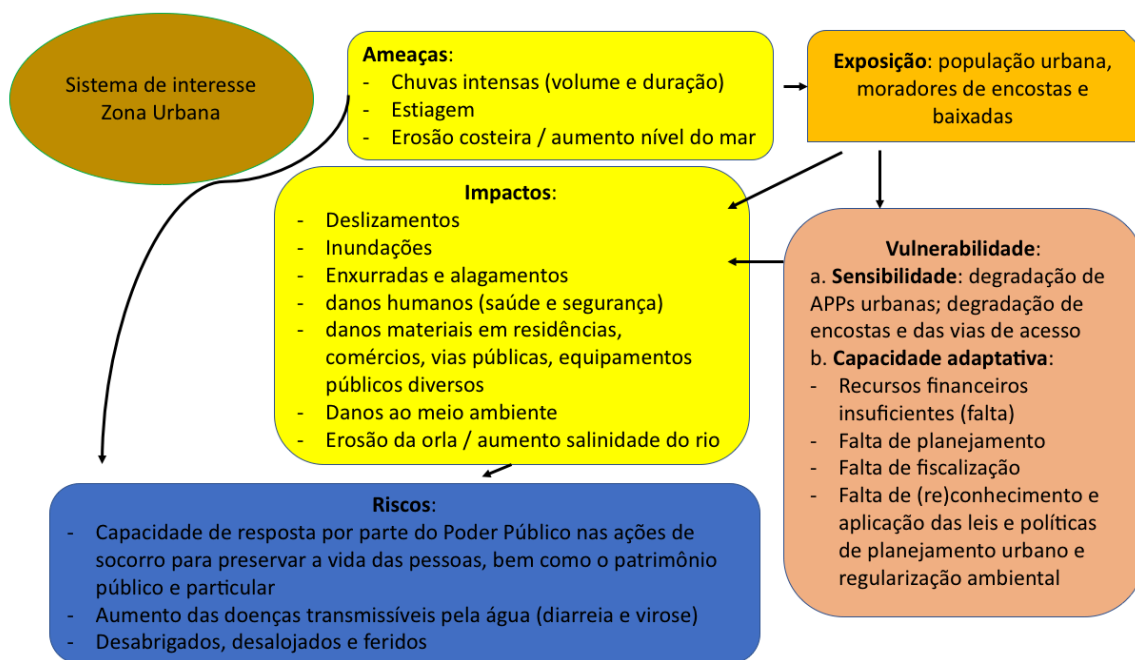 Sistema de interesse
Zona Urbana
Ameaças:
- Chuvas intensas (volume e duração)
- Estiagem
- Erosão costeira / aumento nível do mar
Exposição: população urbana,
moradores de encostas e
baixadas
Impactos:
- Deslizamentos
- Inundações
- Enxurradas e alagamentos
- danos humanos (saúde e segurança)
- danos materiais em residências,
comércios, vias públicas, equipamentos
públicos diversos
- Danos ao meio ambiente
- Erosão da orla / aumento salinidade do rio
Vulnerabilidade:
a. Sensibilidade: degradação de
APPs urbanas; degradação de
encostas e das vias de acesso
b. Capacidade adaptativa:
- Recursos financeiros
insuficientes (falta)
- Falta de planejamento
- Falta de fiscalização
- Falta de (re)conhecimento e
aplicação das leis e políticas
de planejamento urbano e
regularização ambiental
Riscos:
- Capacidade de resposta por parte do Poder Público nas ações de
socorro para preservar a vida das pessoas, bem como o patrimônio
público e particular
- Aumento das doenças transmissíveis pela água (diarreia e virose)
- Desabrigados, desalojados e feridos